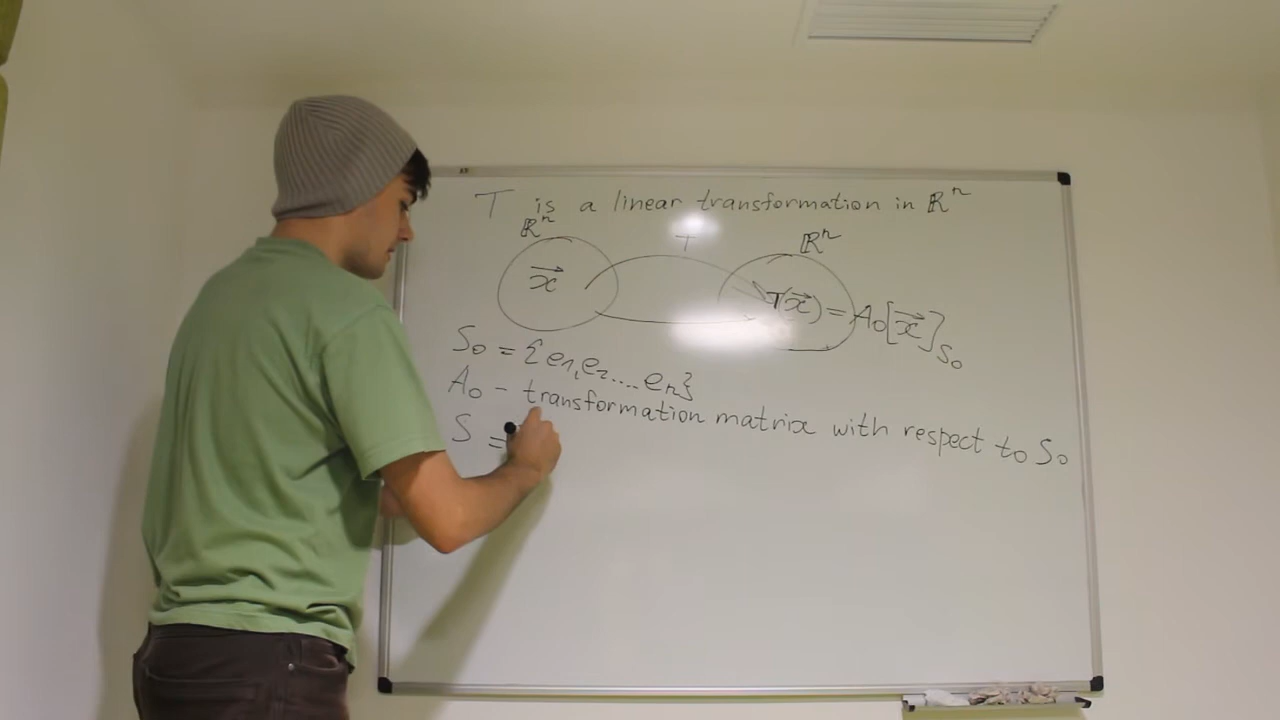 T is a linear transformation in ℝⁿ
ℝⁿ T ℝⁿ
x⃗ T(x⃗) = A₀[x⃗]S₀
S₀ = {e₁,e₂....eₙ}
A₀ - transformation matrix with respect to S₀
S =